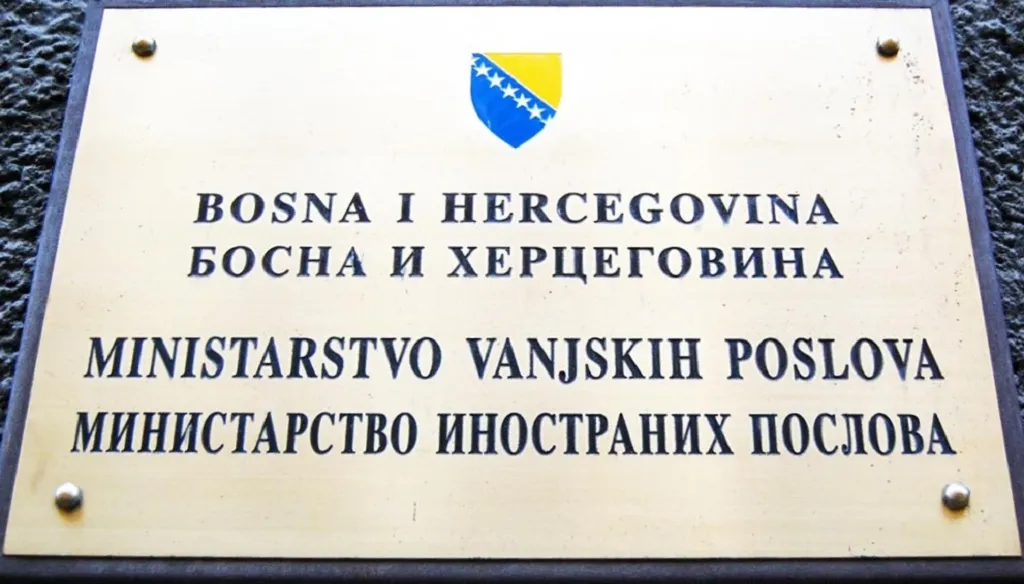 BOSNA I HERCEGOVINA
БОСНА И ХЕРЦЕГОВИНА
MINISTARSTVO VANJSKIH POSLOVA
МИНИСТАРСТВО ИНОСТРАНИХ ПОСЛОВА